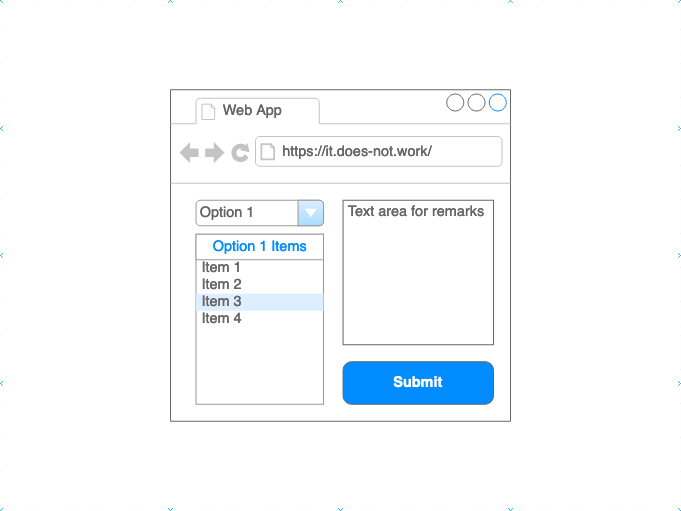 Web App
https://it.does-not.work/
Option 1
Option 1 Items
Item 1
Item 2
Item 3
Item 4
Text area for remarks
Submit